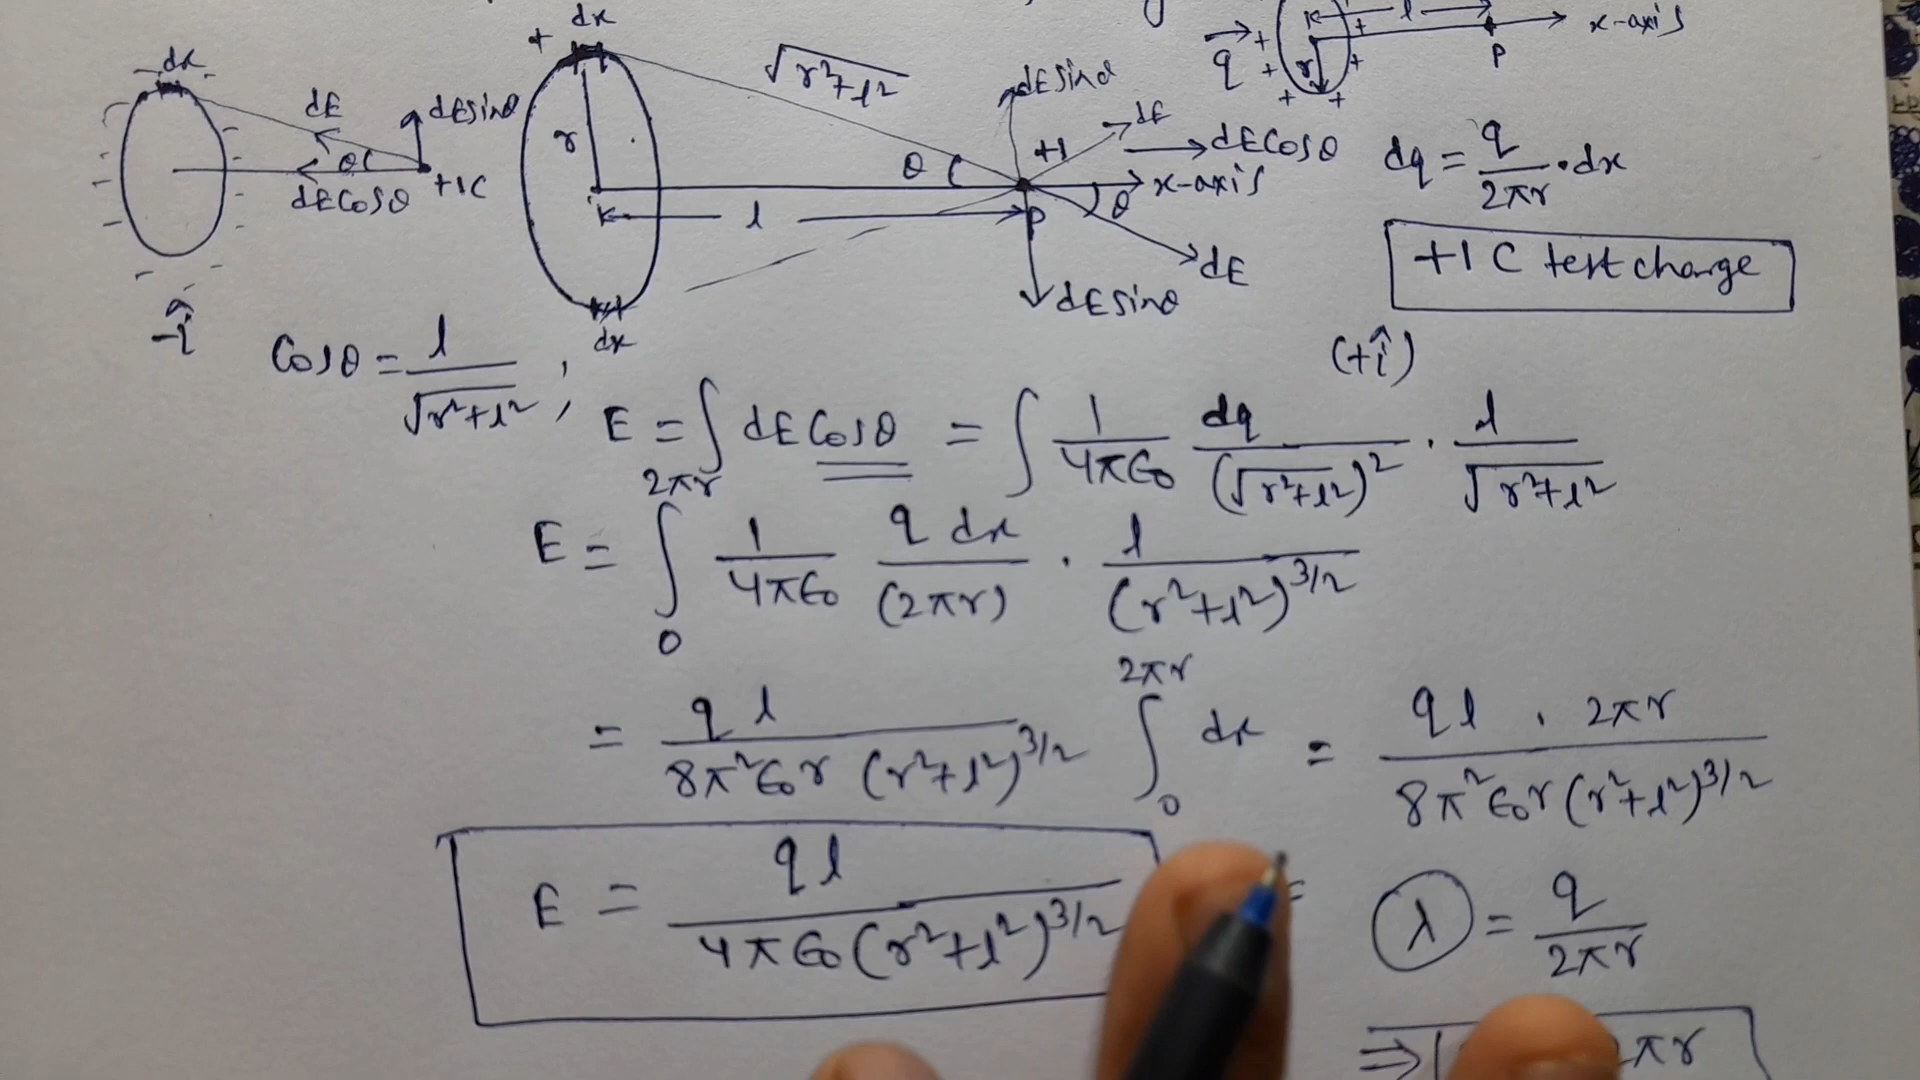 dx
+
√r²+l²
r
θ
l
P
+1
dE sinθ
dE
dE cosθ
x-axis
θ
dE
dE sinθ
dx
dx
dE
dE sinθ
θ
dE cosθ
+1C
-î
q
+ + + + + +
r
l
P
x-axis
dq = q/2πr · dx
+1 C test charge
(+î)
Cosθ = l/√r²+l² ,
E = ∫ dE Cosθ = ∫ 1/4πϵ₀ dq/(√r²+l²)² · l/√r²+l²
E = ∫₀^2πr 1/4πϵ₀ q dx/(2πr) · l/(r²+l²)^3/2
= q l/8π²ϵ₀r (r²+l²)^3/2 ∫₀^2πr dx = ql · 2πr/8π²ϵ₀r(r²+l²)^3/2
E = ql/4πϵ₀(r²+l²)^3/2
=
λ = q/2πr
⇒ 2πr